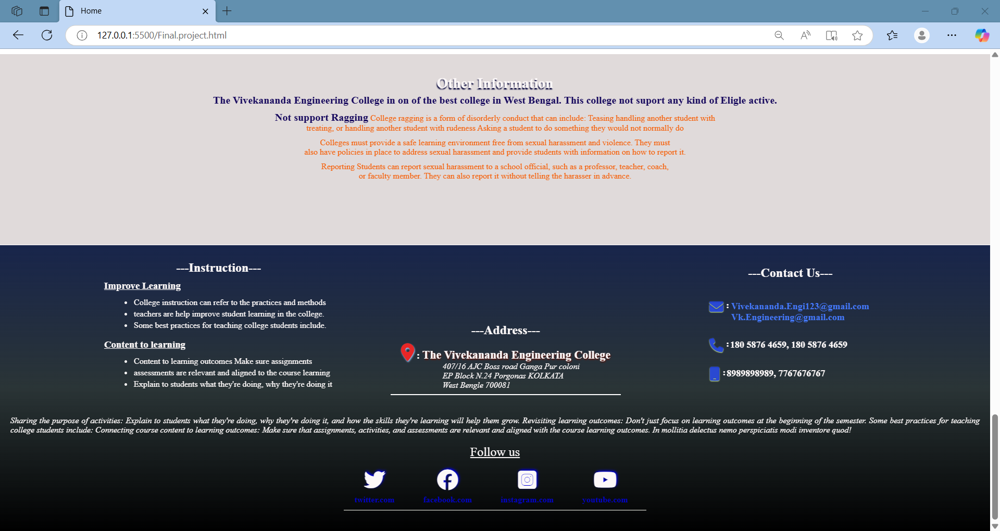 Home
127.0.0.1:5500/Final.project.html
Other Information
The Vivekananda Engineering College in on of the best college in West Bengal. This college not suport any kind of Eligle active.
Not support Ragging College ragging is a form of disorderly conduct that can include: Teasing handling another student with
treating, or handling another student with rudeness Asking a student to do something they would not normally do
Colleges must provide a safe learning environment free from sexual harassment and violence. They must
also have policies in place to address sexual harassment and provide students with information on how to report it.
Reporting Students can report sexual harassment to a school official, such as a professor, teacher, coach,
or faculty member. They can also report it without telling the harasser in advance.
---Instruction---
Improve Learning
• College instruction can refer to the practices and methods
• teachers are help improve student learning in the college.
• Some best practices for teaching college students include.
Content to learning
• Content to learning outcomes Make sure assignments
• assessments are relevant and aligned to the course learning
• Explain to students what they're doing, why they're doing it
---Address---
: The Vivekananda Engineering College
407/16 AJC Boss road Ganga Pur coloni
EP Block N.24 Porgonas KOLKATA
West Bengle 700081
---Contact Us---
: Vivekananda.Engi123@gmail.com
Vk.Engineering@gmail.com
: 180 5876 4659, 180 5876 4659
: 8989898989, 7767676767
Sharing the purpose of activities: Explain to students what they're doing, why they're doing it, and how the skills they're learning will help them grow. Revisiting learning outcomes: Don't just focus on learning outcomes at the beginning of the semester. Some best practices for teaching
college students include: Connecting course content to learning outcomes: Make sure that assignments, activities, and assessments are relevant and aligned with the course learning outcomes. In mollitia delectus nemo perspiciatis modi inventore quod!
Follow us
twitter.com facebook.com instagram.com youtube.com